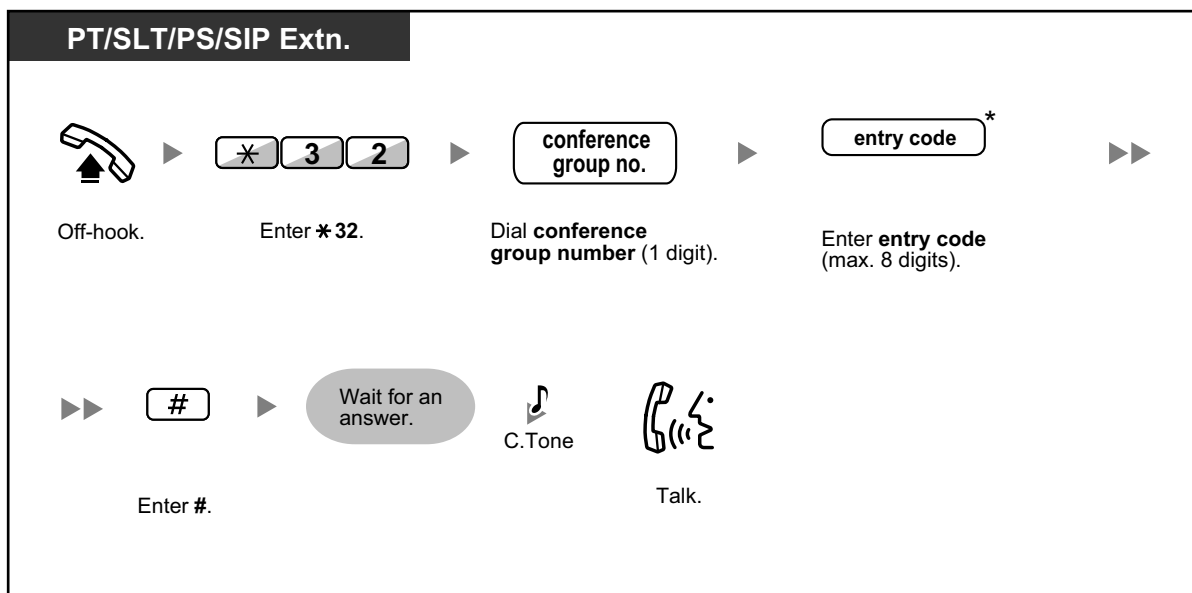 PT/SLT/PS/SIP Extn.
* 3 2
conference
group no.
entry code *
Off-hook.
Enter * 32.
Dial conference
group number (1 digit).
Enter entry code
(max. 8 digits).
#
Wait for an
answer.
C.Tone
Enter #.
Talk.